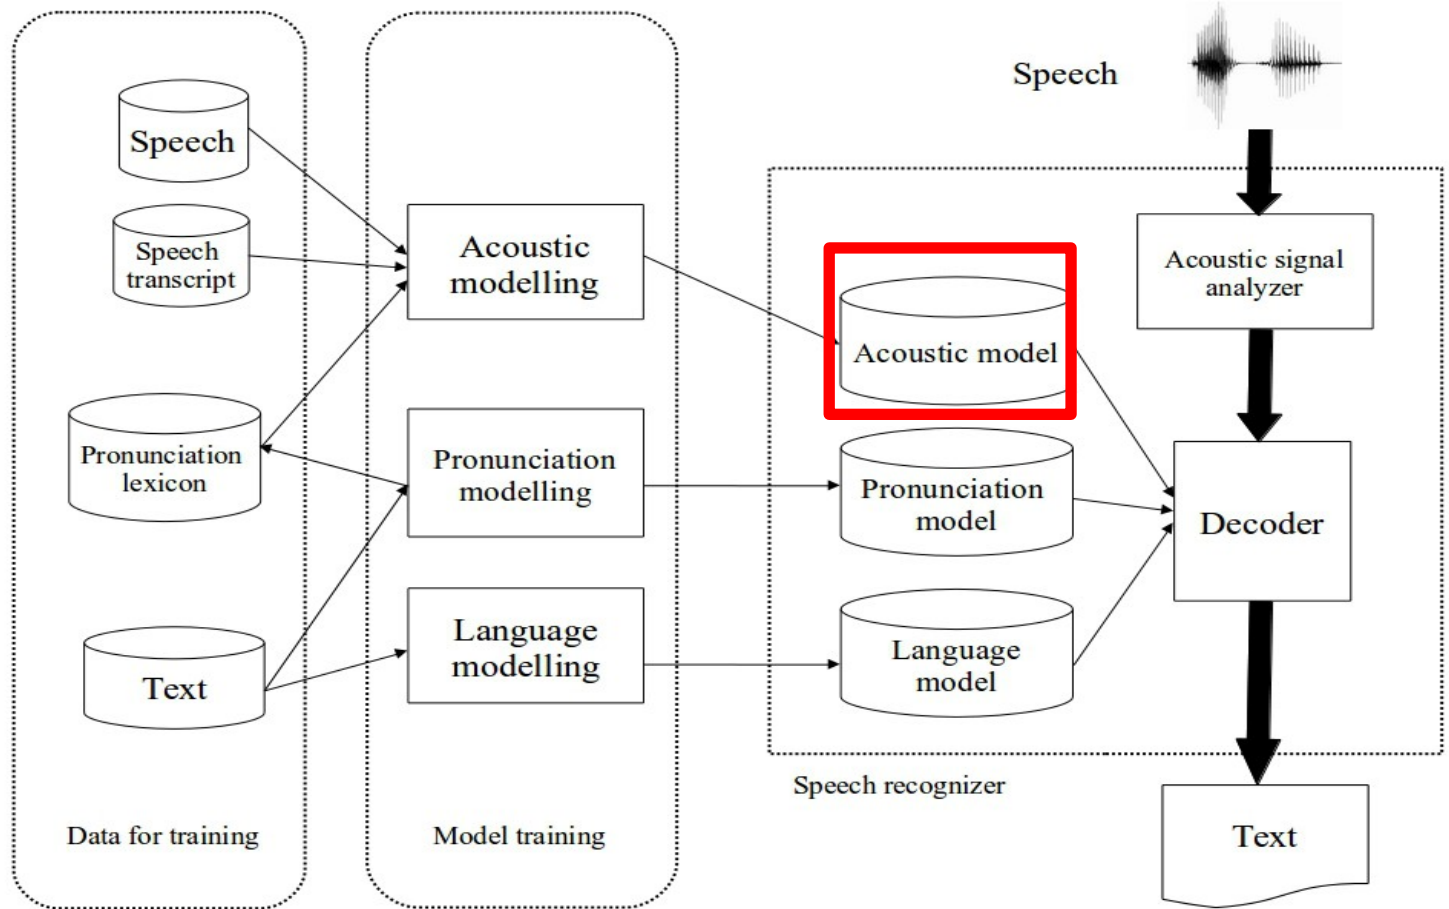 Speech
Speech
transcript
Pronunciation
lexicon
Text
Data for training
Acoustic
modelling
Pronunciation
modelling
Language
modelling
Model training
Speech
Acoustic signal
analyzer
Acoustic model
Pronunciation
model
Language
model
Decoder
Speech recognizer
Text